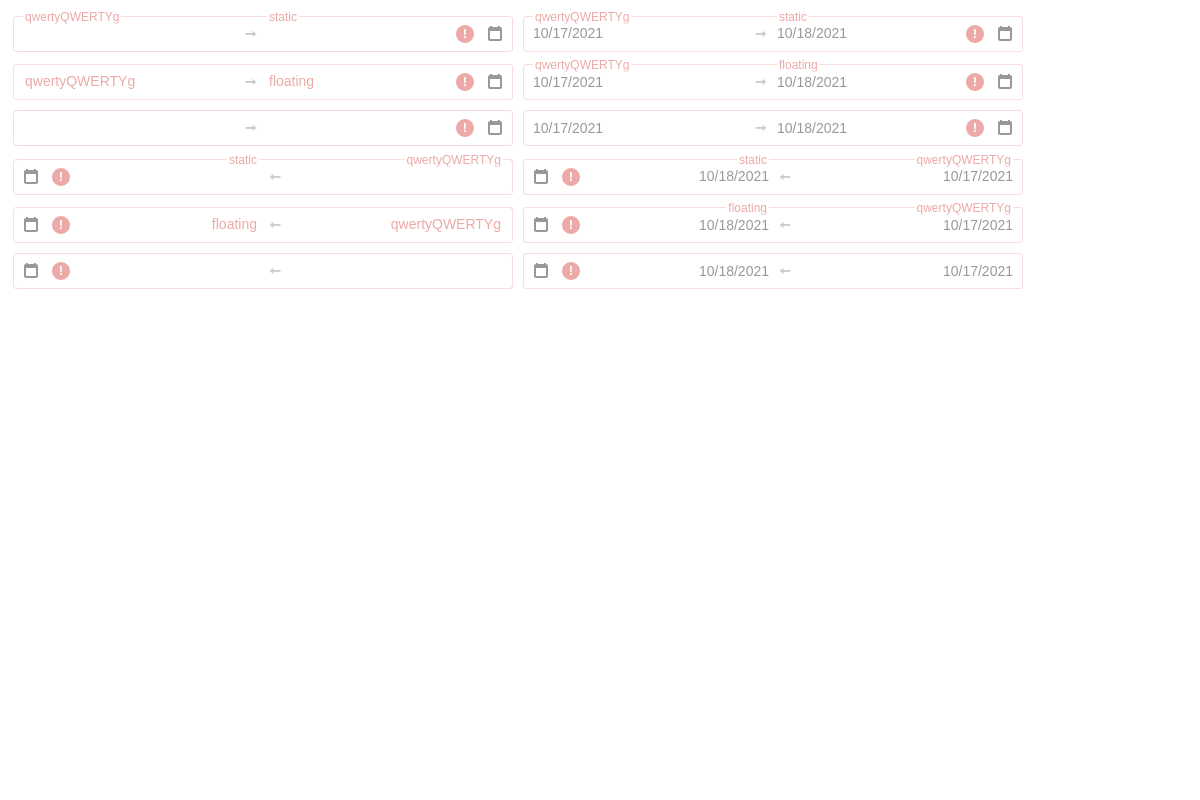 qwertyQWERTYg static qwertyQWERTYg static
→ ! 10/17/2021 → 10/18/2021 !
qwertyQWERTYg floating
qwertyQWERTYg → floating ! 10/17/2021 → 10/18/2021 !
→ ! 10/17/2021 → 10/18/2021 !
static qwertyQWERTYg static qwertyQWERTYg
! ← ! 10/18/2021 ← 10/17/2021
floating qwertyQWERTYg
! floating ← qwertyQWERTYg ! 10/18/2021 ← 10/17/2021
! ← ! 10/18/2021 ← 10/17/2021